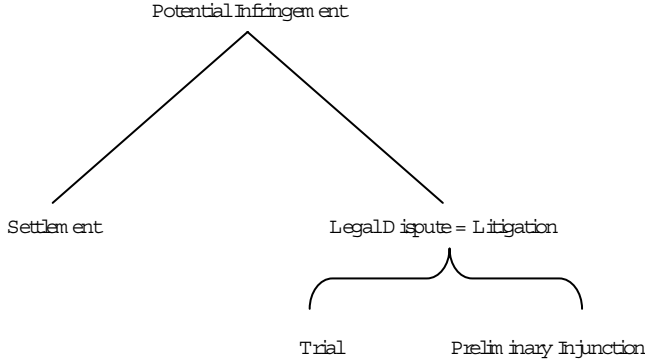 Potential Infringement
Settlement
Legal Dispute = Litigation
Trial
Preliminary Injunction